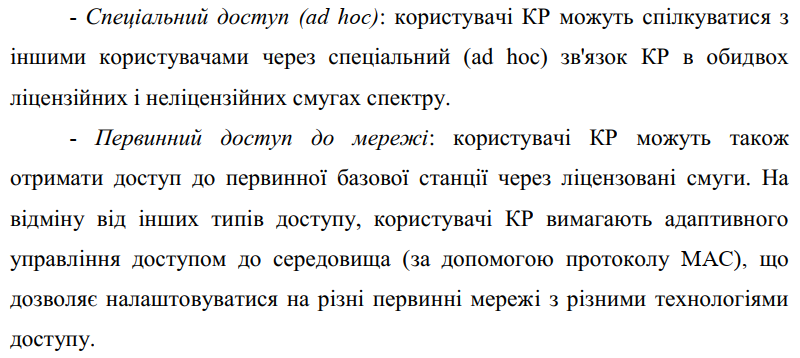 - Спеціальний доступ (ad hoc): користувачі КР можуть спілкуватися з
іншими користувачами через спеціальний (ad hoc) зв'язок КР в обидвох
ліцензійних і неліцензійних смугах спектру.
- Первинний доступ до мережі: користувачі КР можуть також
отримати доступ до первинної базової станції через ліцензовані смуги. На
відміну від інших типів доступу, користувачі КР вимагають адаптивного
управління доступом до середовища (за допомогою протоколу MAC), що
дозволяє налаштовуватися на різні первинні мережі з різними технологіями
доступу.